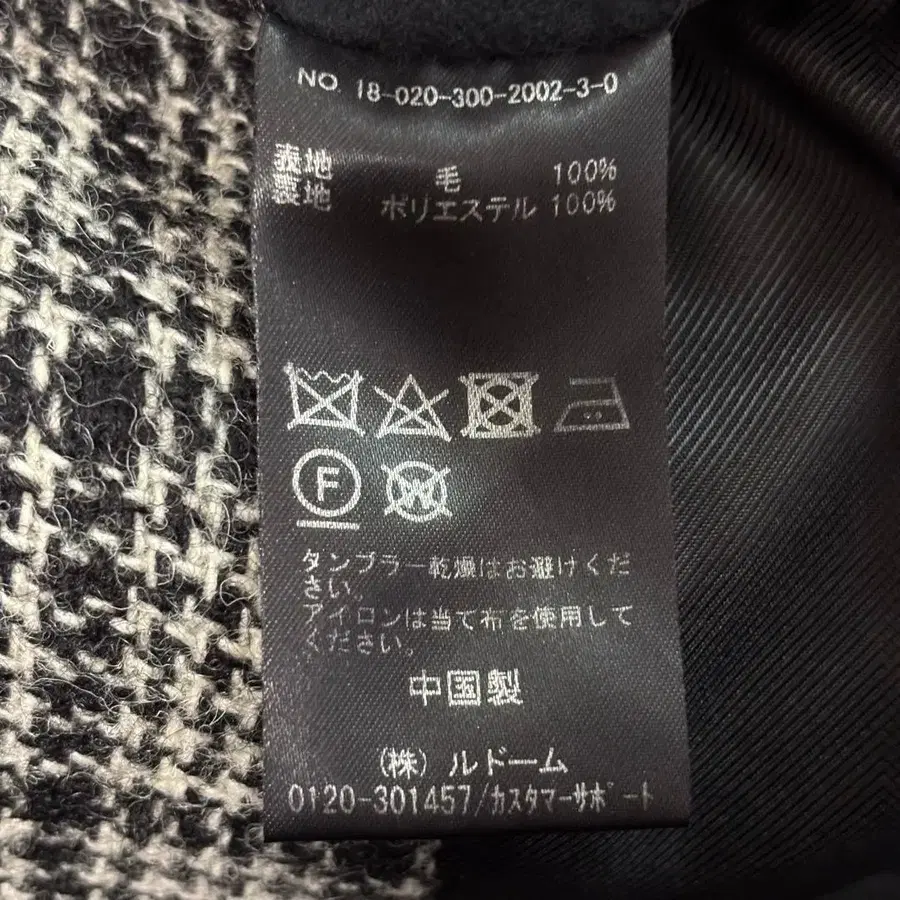 NO. 18-020-300-2002-3-0
表地 毛 100%
裏地 ポリエステル 100%
F
W
タンブラー乾燥はお避けくだ
さい。
アイロンは当て布を使用して
ください。
中国製
(株) ルドーム
0120-301457/カスタマーサポート